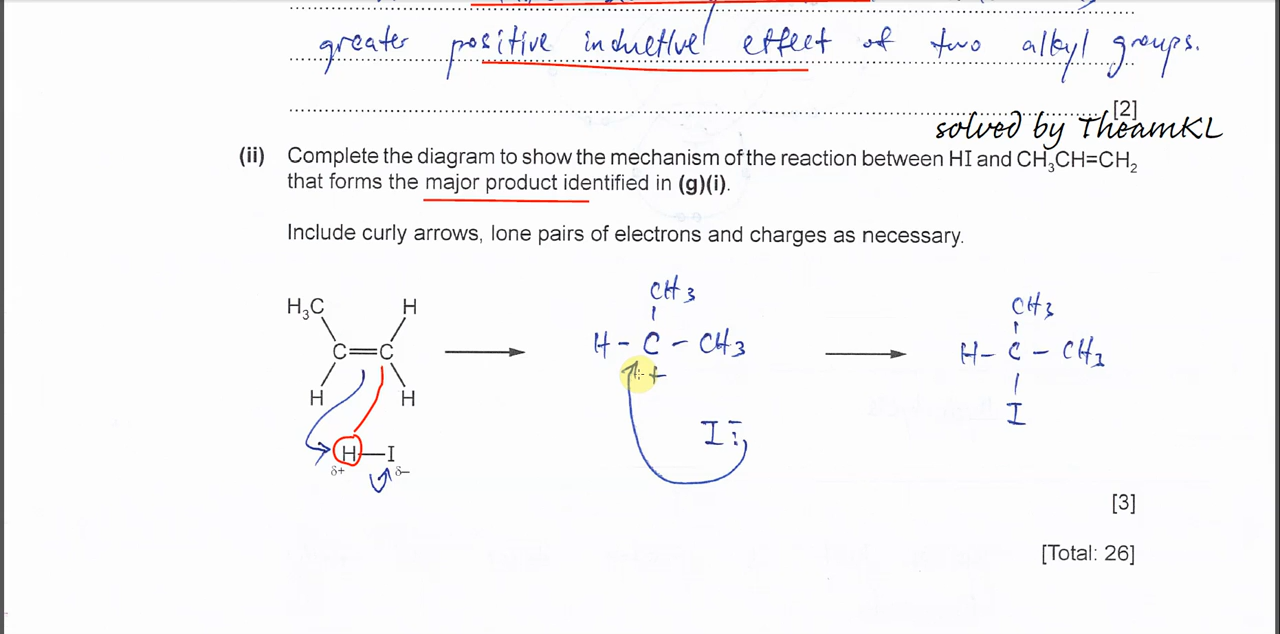 greater positive inductive effect of two alkyl groups.
[2]
solved by TheamKL
(ii) Complete the diagram to show the mechanism of the reaction between HI and CH₃CH=CH₂
that forms the major product identified in (g)(i).
Include curly arrows, lone pairs of electrons and charges as necessary.
CH3
CH3
H₃C H
C=C
H - C - CH3
H - C - CH3
+
H H
I
I:-
H—I
δ+ δ–
[3]
[Total: 26]